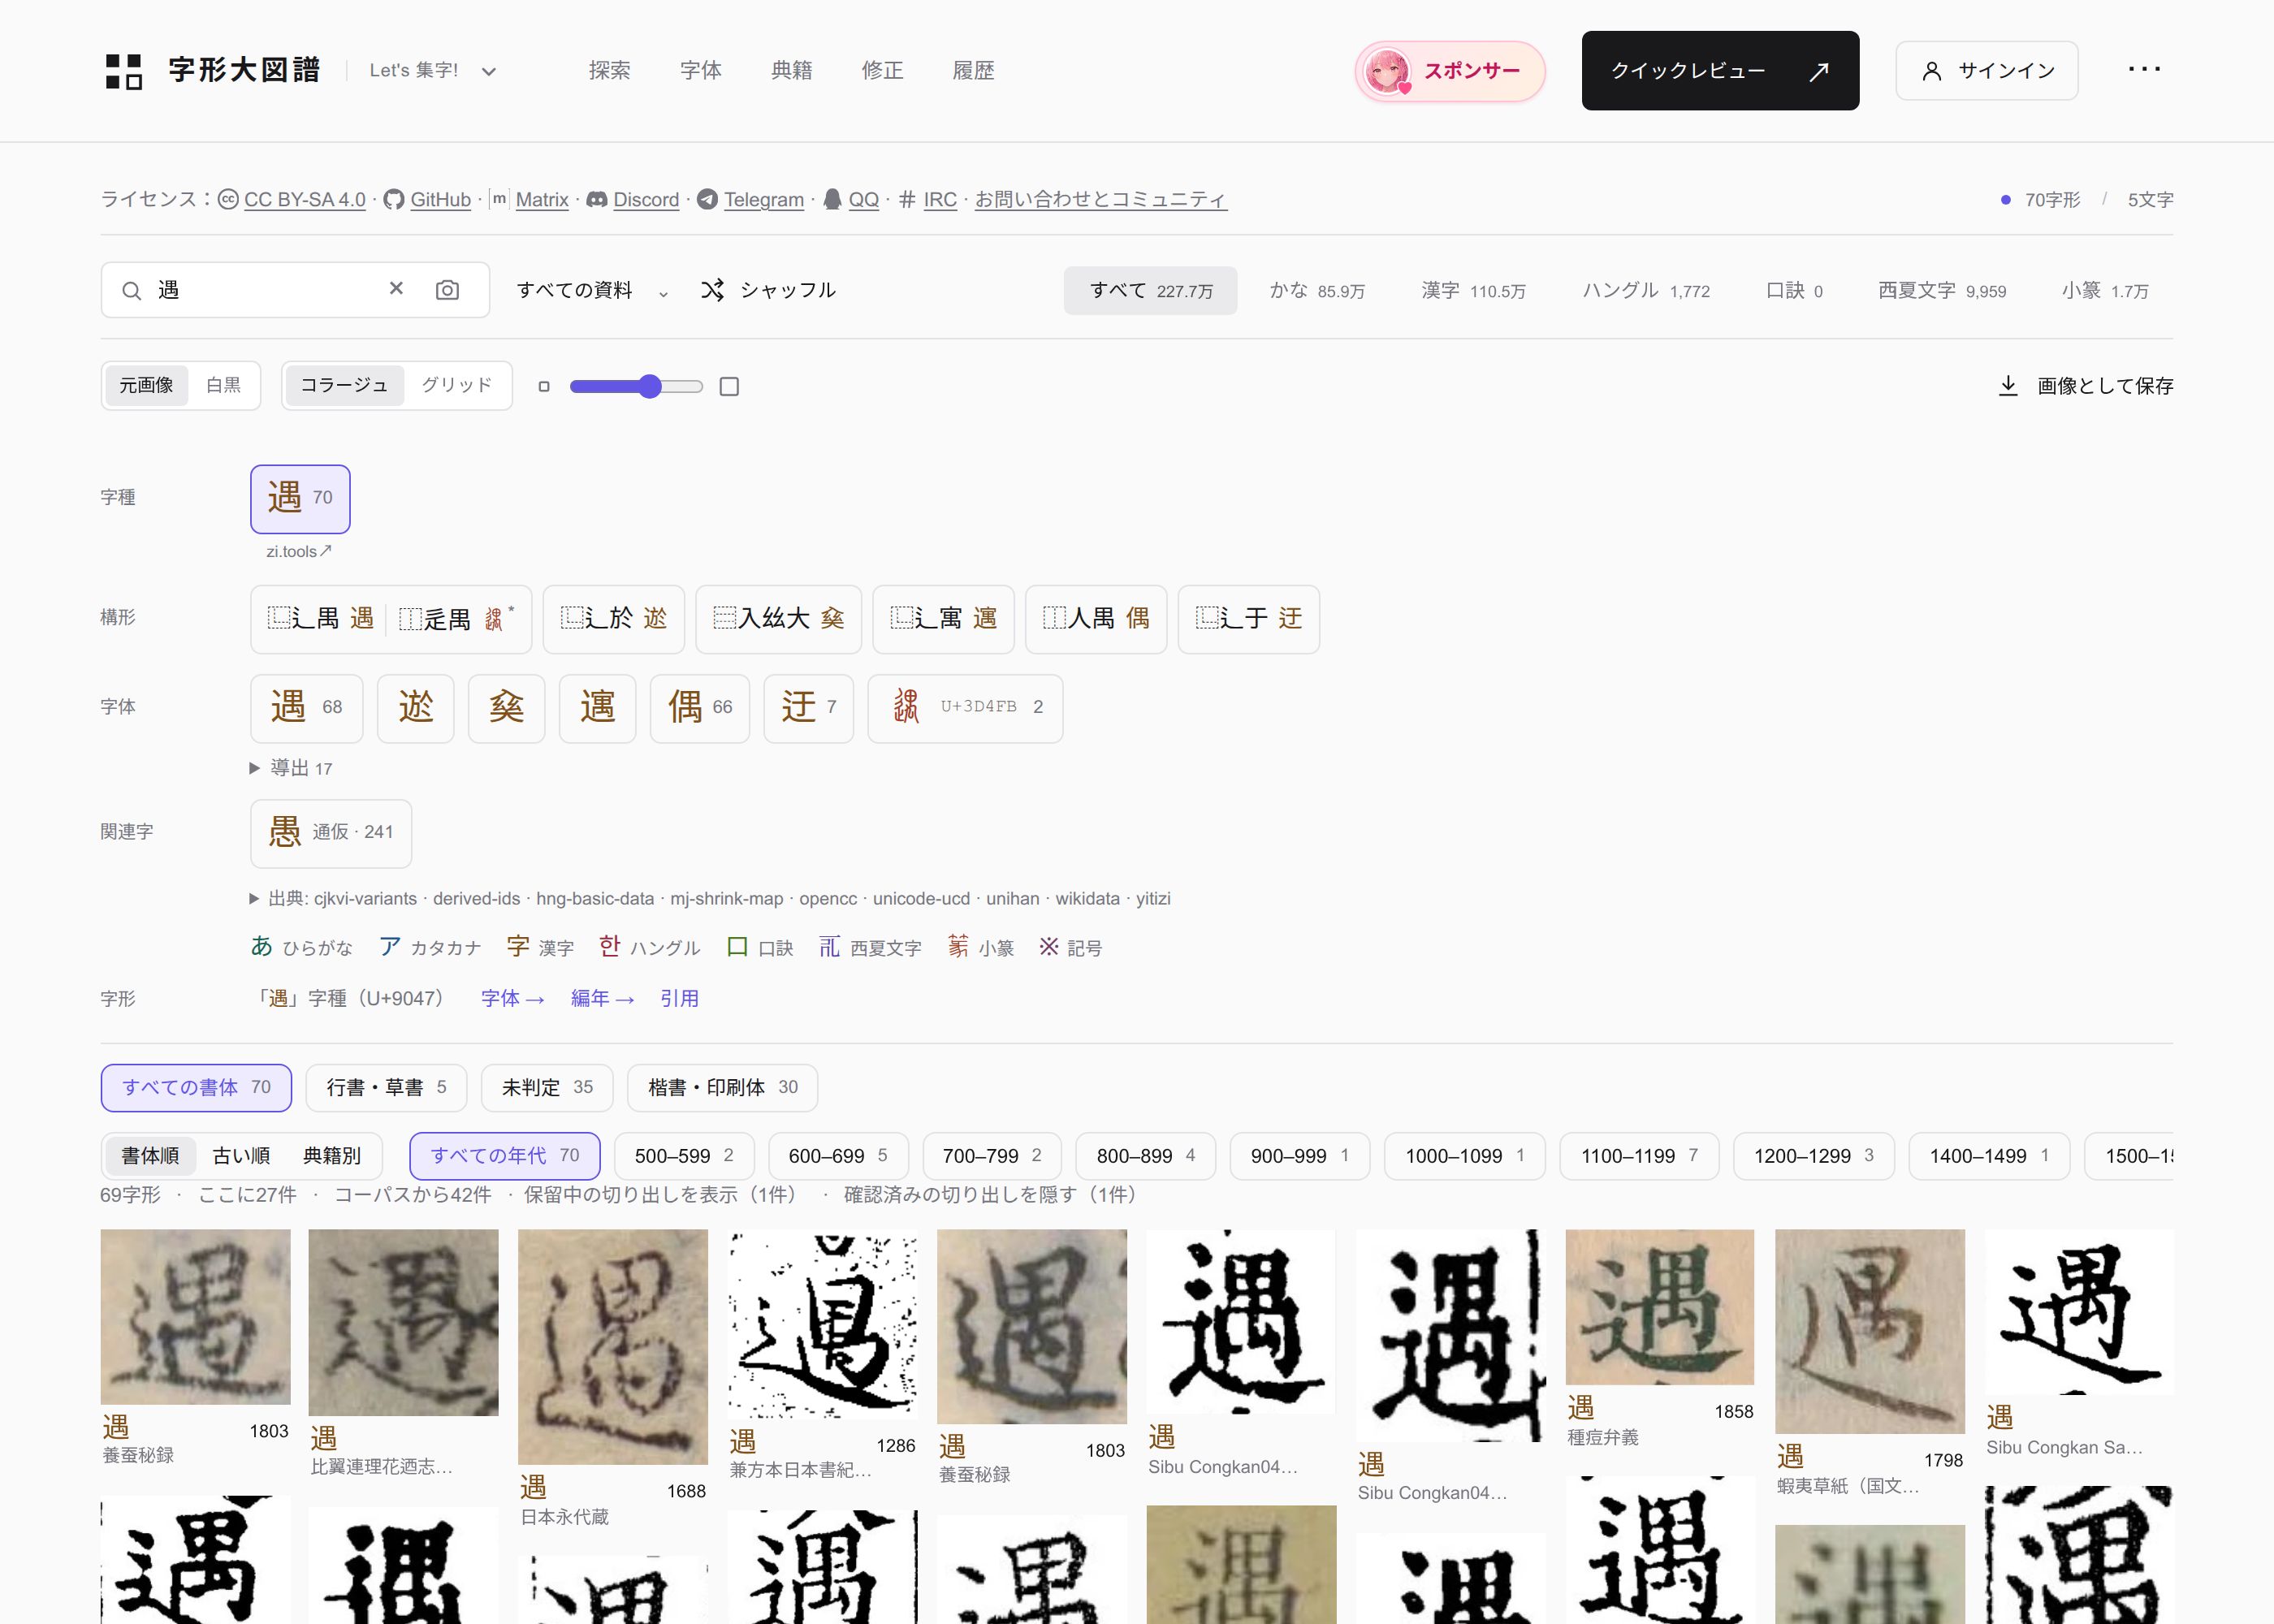 字形大図譜 Let's 集字! 探索 字体 典籍 修正 履歴 スポンサー クイックレビュー ↗ サインイン ···
ライセンス：CC BY-SA 4.0 · GitHub · m Matrix · Discord · Telegram · QQ · IRC · お問い合わせとコミュニティ 70字形 / 5文字
遇 すべての資料 シャッフル すべて 227.7万 かな 85.9万 漢字 110.5万 ハングル 1,772 口訣 0 西夏文字 9,959 小篆 1.7万
元画像 白黒 コラージュ グリッド 画像として保存
字種 遇 70
zi.tools↗
構形 ⿺辶禺 遇 ⿰辵禺 * ⿺辶於 ⿱入𢆶大 ⿺辶寓 ⿰人禺 偶 ⿺辶于 迂
字体 遇 68 偶 66 迂 7 U+3D4FB 2
▶ 導出 17
関連字 愚 通仮 · 241
▶ 出典: cjkvi-variants · derived-ids · hng-basic-data · mj-shrink-map · opencc · unicode-ucd · unihan · wikidata · yitizi
あ ひらがな ア カタカナ 字 漢字 한 ハングル 口 口訣 西夏文字 篆 小篆 ※ 記号
字形 「遇」字種（U+9047） 字体 → 編年 → 引用
すべての書体 70 行書・草書 5 未判定 35 楷書・印刷体 30
書体順 古い順 典籍別 すべての年代 70 500–599 2 600–699 5 700–799 2 800–899 4 900–999 1 1000–1099 1 1100–1199 7 1200–1299 3 1400–1499 1
69字形 · ここに27件 · コーパスから42件 · 保留中の切り出しを表示（1件） · 確認済みの切り出しを隠す（1件）
遇 遇 遇 遇 遇 遇 遇 遇 遇 遇
遇 1803
養蚕秘録
遇
比翼連理花廼志…
遇 1688
日本永代蔵
遇 1286
兼方本日本書紀…
遇 1803
養蚕秘録
遇
Sibu Congkan04…
遇
Sibu Congkan04…
遇 1858
種痘弁義
遇 1798
蝦夷草紙（国文…
遇
Sibu Congkan Sa…